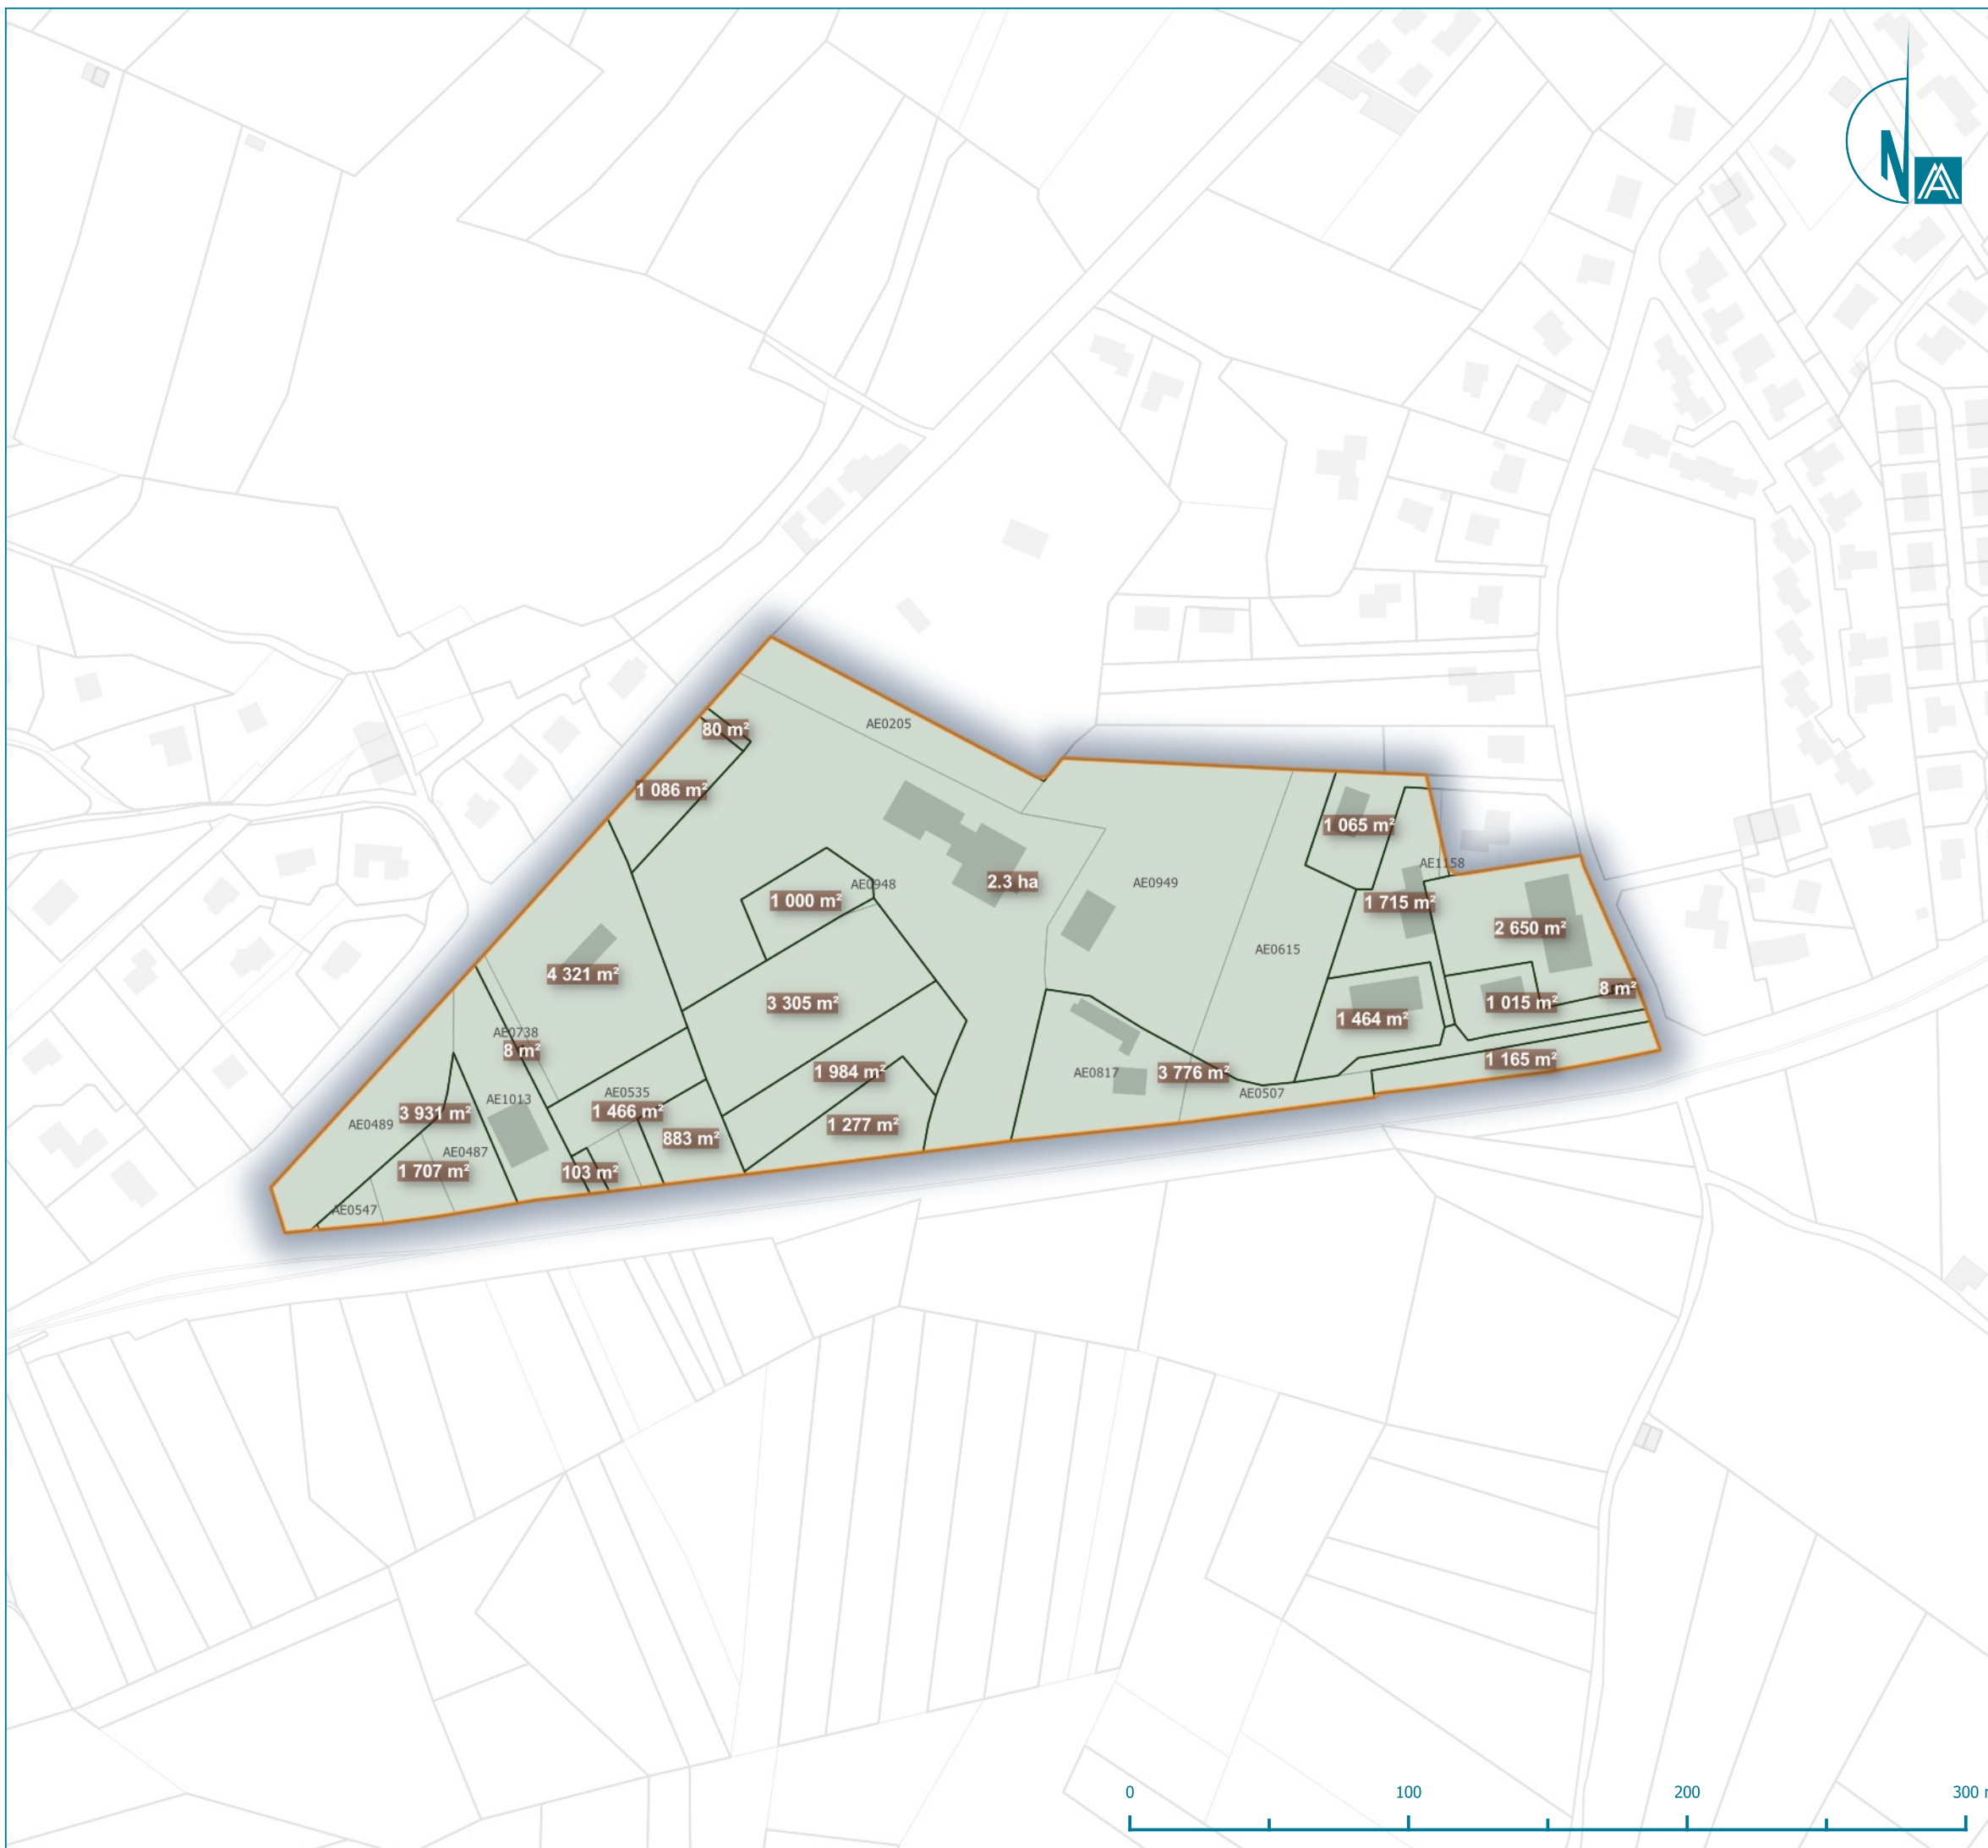 N
AE0205
80 m²
1 086 m²
1 065 m²
AE1158
2.3 ha
AE0948
AE0949
1 000 m²
1 715 m²
2 650 m²
AE0615
4 321 m²
8 m²
3 305 m²
1 015 m²
1 464 m²
AE0738
8 m²
1 165 m²
1 984 m²
AE0817
3 776 m²
AE0507
AE0535
AE1013
1 466 m²
3 931 m²
AE0489
1 277 m²
883 m²
AE0487
1 707 m²
103 m²
AE0547
0
100
200
300